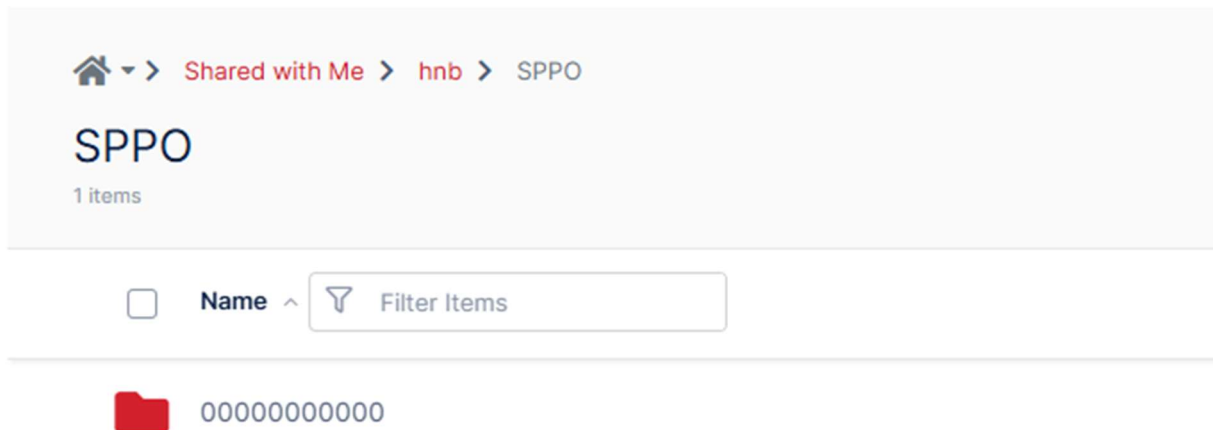 Shared with Me hnb SPPO
SPPO
1 items
Name Filter Items
00000000000